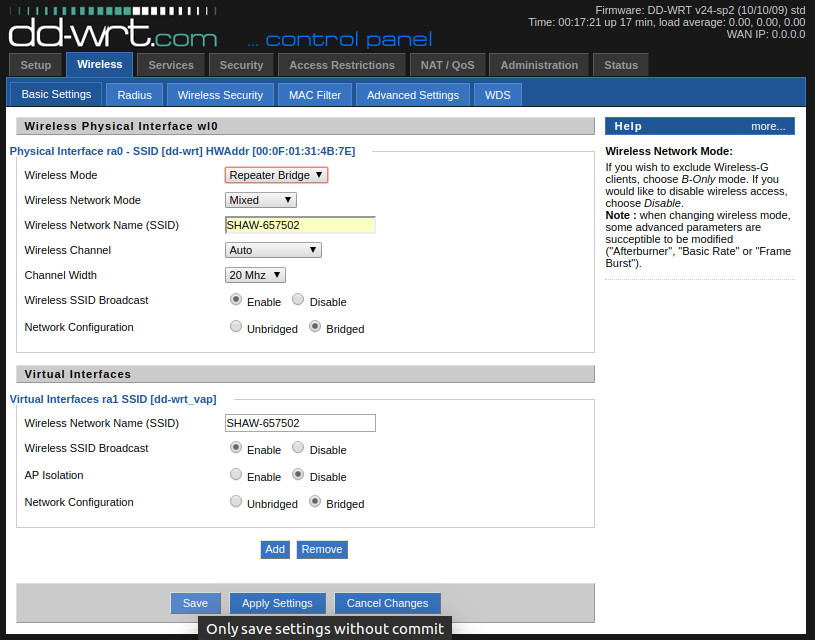 Firmware: DD-WRT v24-sp2 (10/10/09) std
Time: 00:17:21 up 17 min, load average: 0.00, 0.00, 0.00
WAN IP: 0.0.0.0
dd-wrt.com ... control panel
Setup Wireless Services Security Access Restrictions NAT / QoS Administration Status
Basic Settings Radius Wireless Security MAC Filter Advanced Settings WDS
Wireless Physical Interface wl0
Physical Interface ra0 - SSID [dd-wrt] HWAddr [00:0F:01:31:4B:7E]
Wireless Mode Repeater Bridge
Wireless Network Mode Mixed
Wireless Network Name (SSID) SHAW-657502
Wireless Channel Auto
Channel Width 20 Mhz
Wireless SSID Broadcast Enable Disable
Network Configuration Unbridged Bridged
Virtual Interfaces
Virtual Interfaces ra1 SSID [dd-wrt_vap]
Wireless Network Name (SSID) SHAW-657502
Wireless SSID Broadcast Enable Disable
AP Isolation Enable Disable
Network Configuration Unbridged Bridged
Add Remove
Save Apply Settings Cancel Changes
Only save settings without commit
Help more...
Wireless Network Mode:
If you wish to exclude Wireless-G
clients, choose B-Only mode. If you
would like to disable wireless access,
choose Disable.
Note : when changing wireless mode,
some advanced parameters are
succeptible to be modified
("Afterburner", "Basic Rate" or "Frame
Burst").